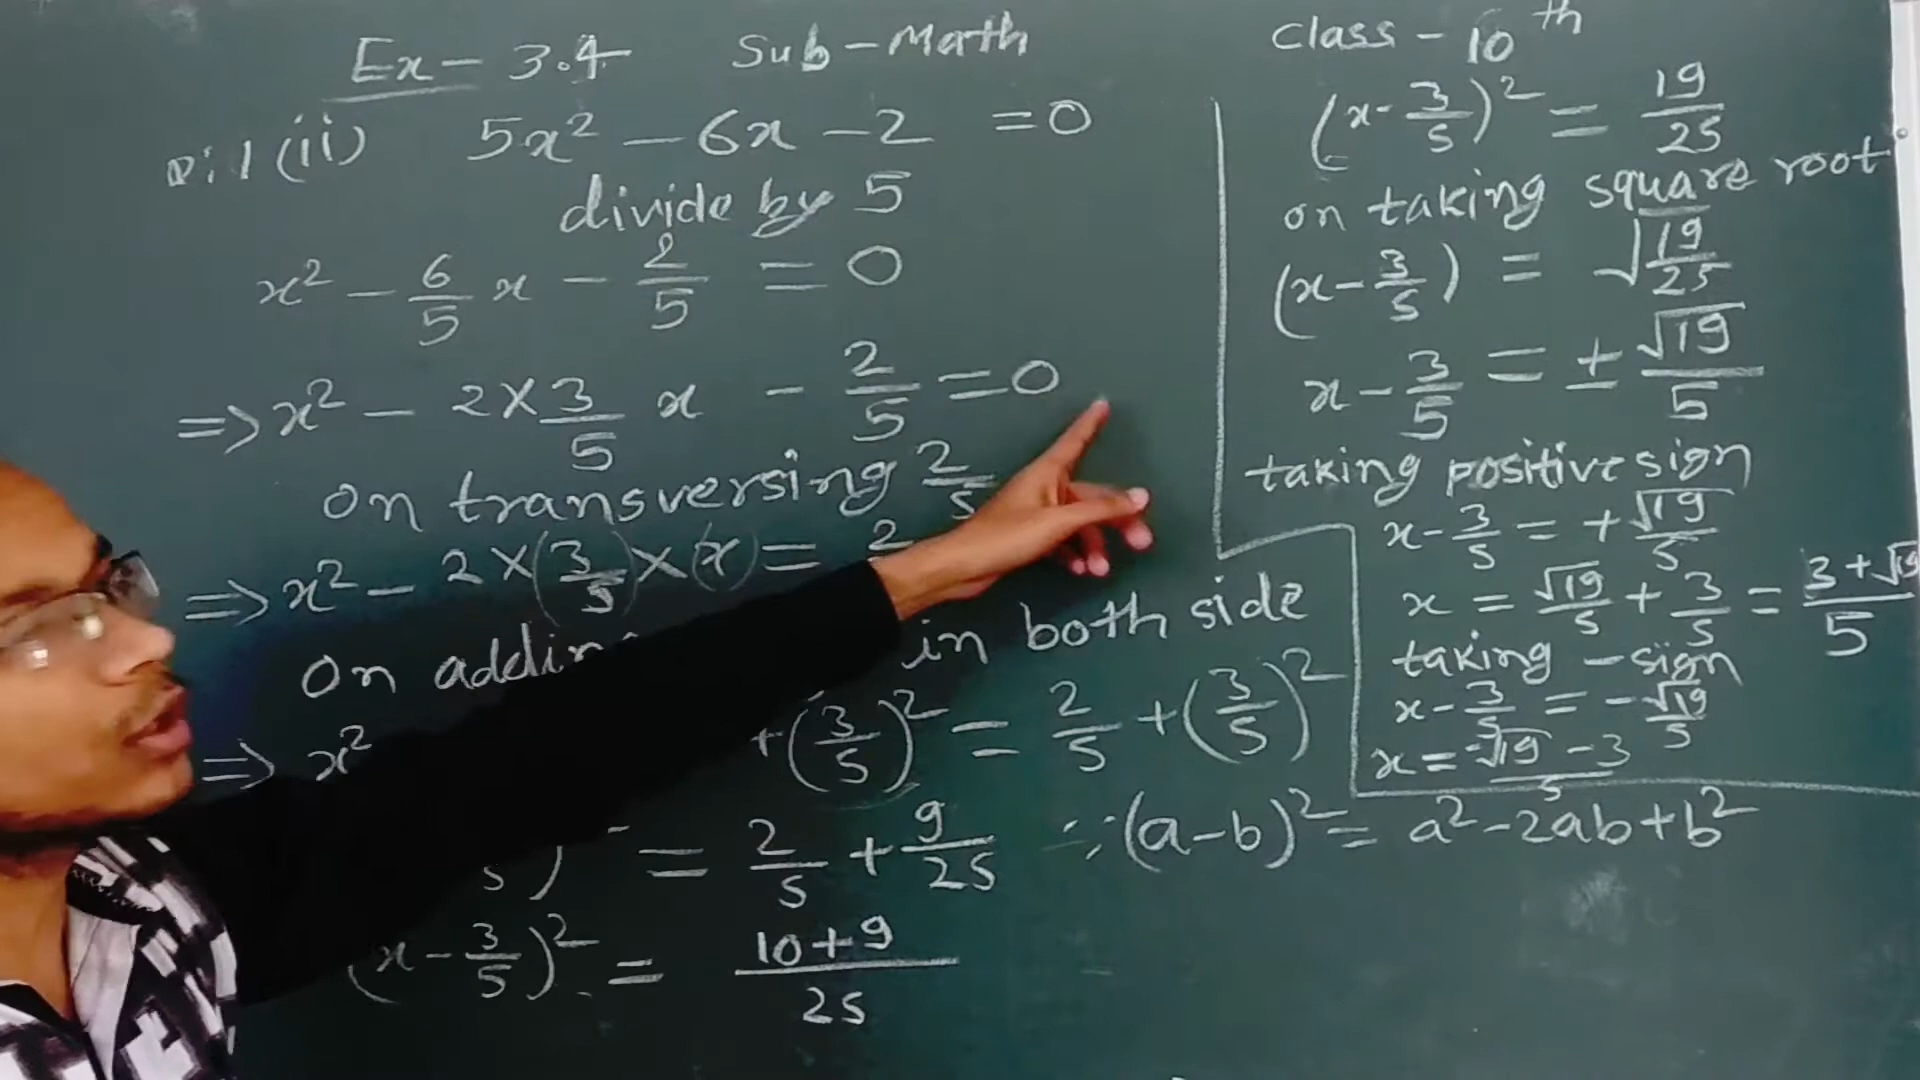 Ex - 3.4 Sub - Math Class - 10th
Q.1 (ii) 5x² - 6x - 2 = 0
divide by 5
x² - 6/5 x - 2/5 = 0
⇒ x² - 2 × 3/5 x - 2/5 = 0
on transversing 2/5
⇒ x² - 2 × (3/5) × (x) = 2
On in both side
⇒ x² + (3/5)² = 2/5 + (3/5)²
5)² = 2/5 + 9/25 ∵ (a - b)² = a² - 2ab + b²
(x - 3/5)² = 10 + 9/25
(x - 3/5)² = 19/25
on taking square root
(x - 3/5) = √19/25
x - 3/5 = ± √19/5
taking positive sign
x - 3/5 = + √19/5
x = √19/5 + 3/5 = 3 + √19/5
taking - sign
x - 3/5 = - √19/5
x = -√19 - 3/5